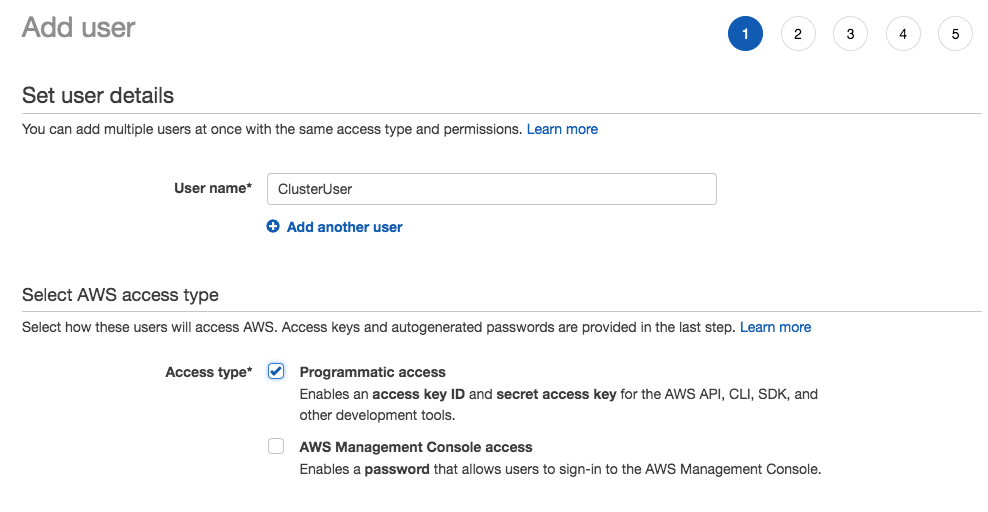 Add user
1 2 3 4 5
Set user details
You can add multiple users at once with the same access type and permissions. Learn more
User name* ClusterUser
Add another user
Select AWS access type
Select how these users will access AWS. Access keys and autogenerated passwords are provided in the last step. Learn more
Access type* Programmatic access
Enables an access key ID and secret access key for the AWS API, CLI, SDK, and
other development tools.
AWS Management Console access
Enables a password that allows users to sign-in to the AWS Management Console.